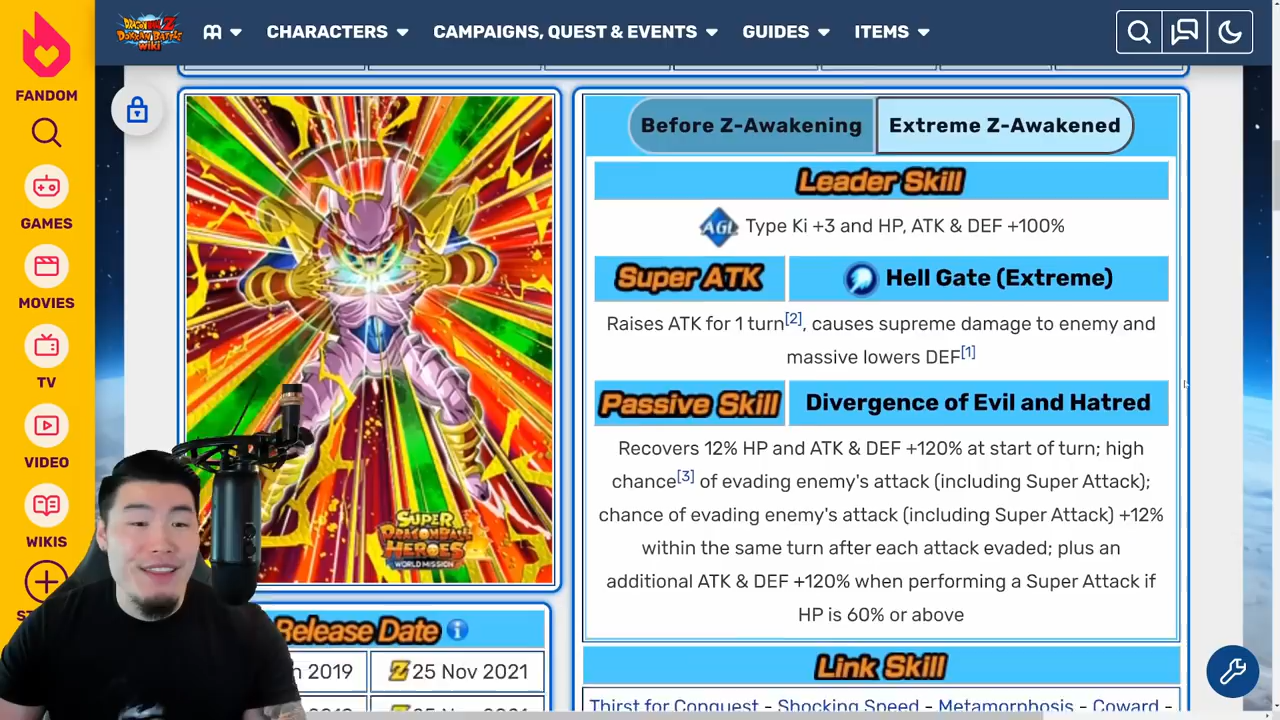 FANDOM
GAMES
MOVIES
TV
VIDEO
WIKIS
DRAGONBALL Z
DOKKAN BATTLE
WIKI
CHARACTERS
CAMPAIGNS, QUEST & EVENTS
GUIDES
ITEMS
SUPER
DRAGONBALL
HEROES
WORLD MISSION
Release Date
2019
Z 25 Nov 2021
Before Z-Awakening
Extreme Z-Awakened
Leader Skill
AGL Type Ki +3 and HP, ATK & DEF +100%
Super ATK
Hell Gate (Extreme)
Raises ATK for 1 turn[2], causes supreme damage to enemy and
massive lowers DEF[1]
Passive Skill
Divergence of Evil and Hatred
Recovers 12% HP and ATK & DEF +120% at start of turn; high
chance[3] of evading enemy's attack (including Super Attack);
chance of evading enemy's attack (including Super Attack) +12%
within the same turn after each attack evaded; plus an
additional ATK & DEF +120% when performing a Super Attack if
HP is 60% or above
Link Skill
Thirst for Conquest - Shocking Speed - Metamorphosis - Coward -